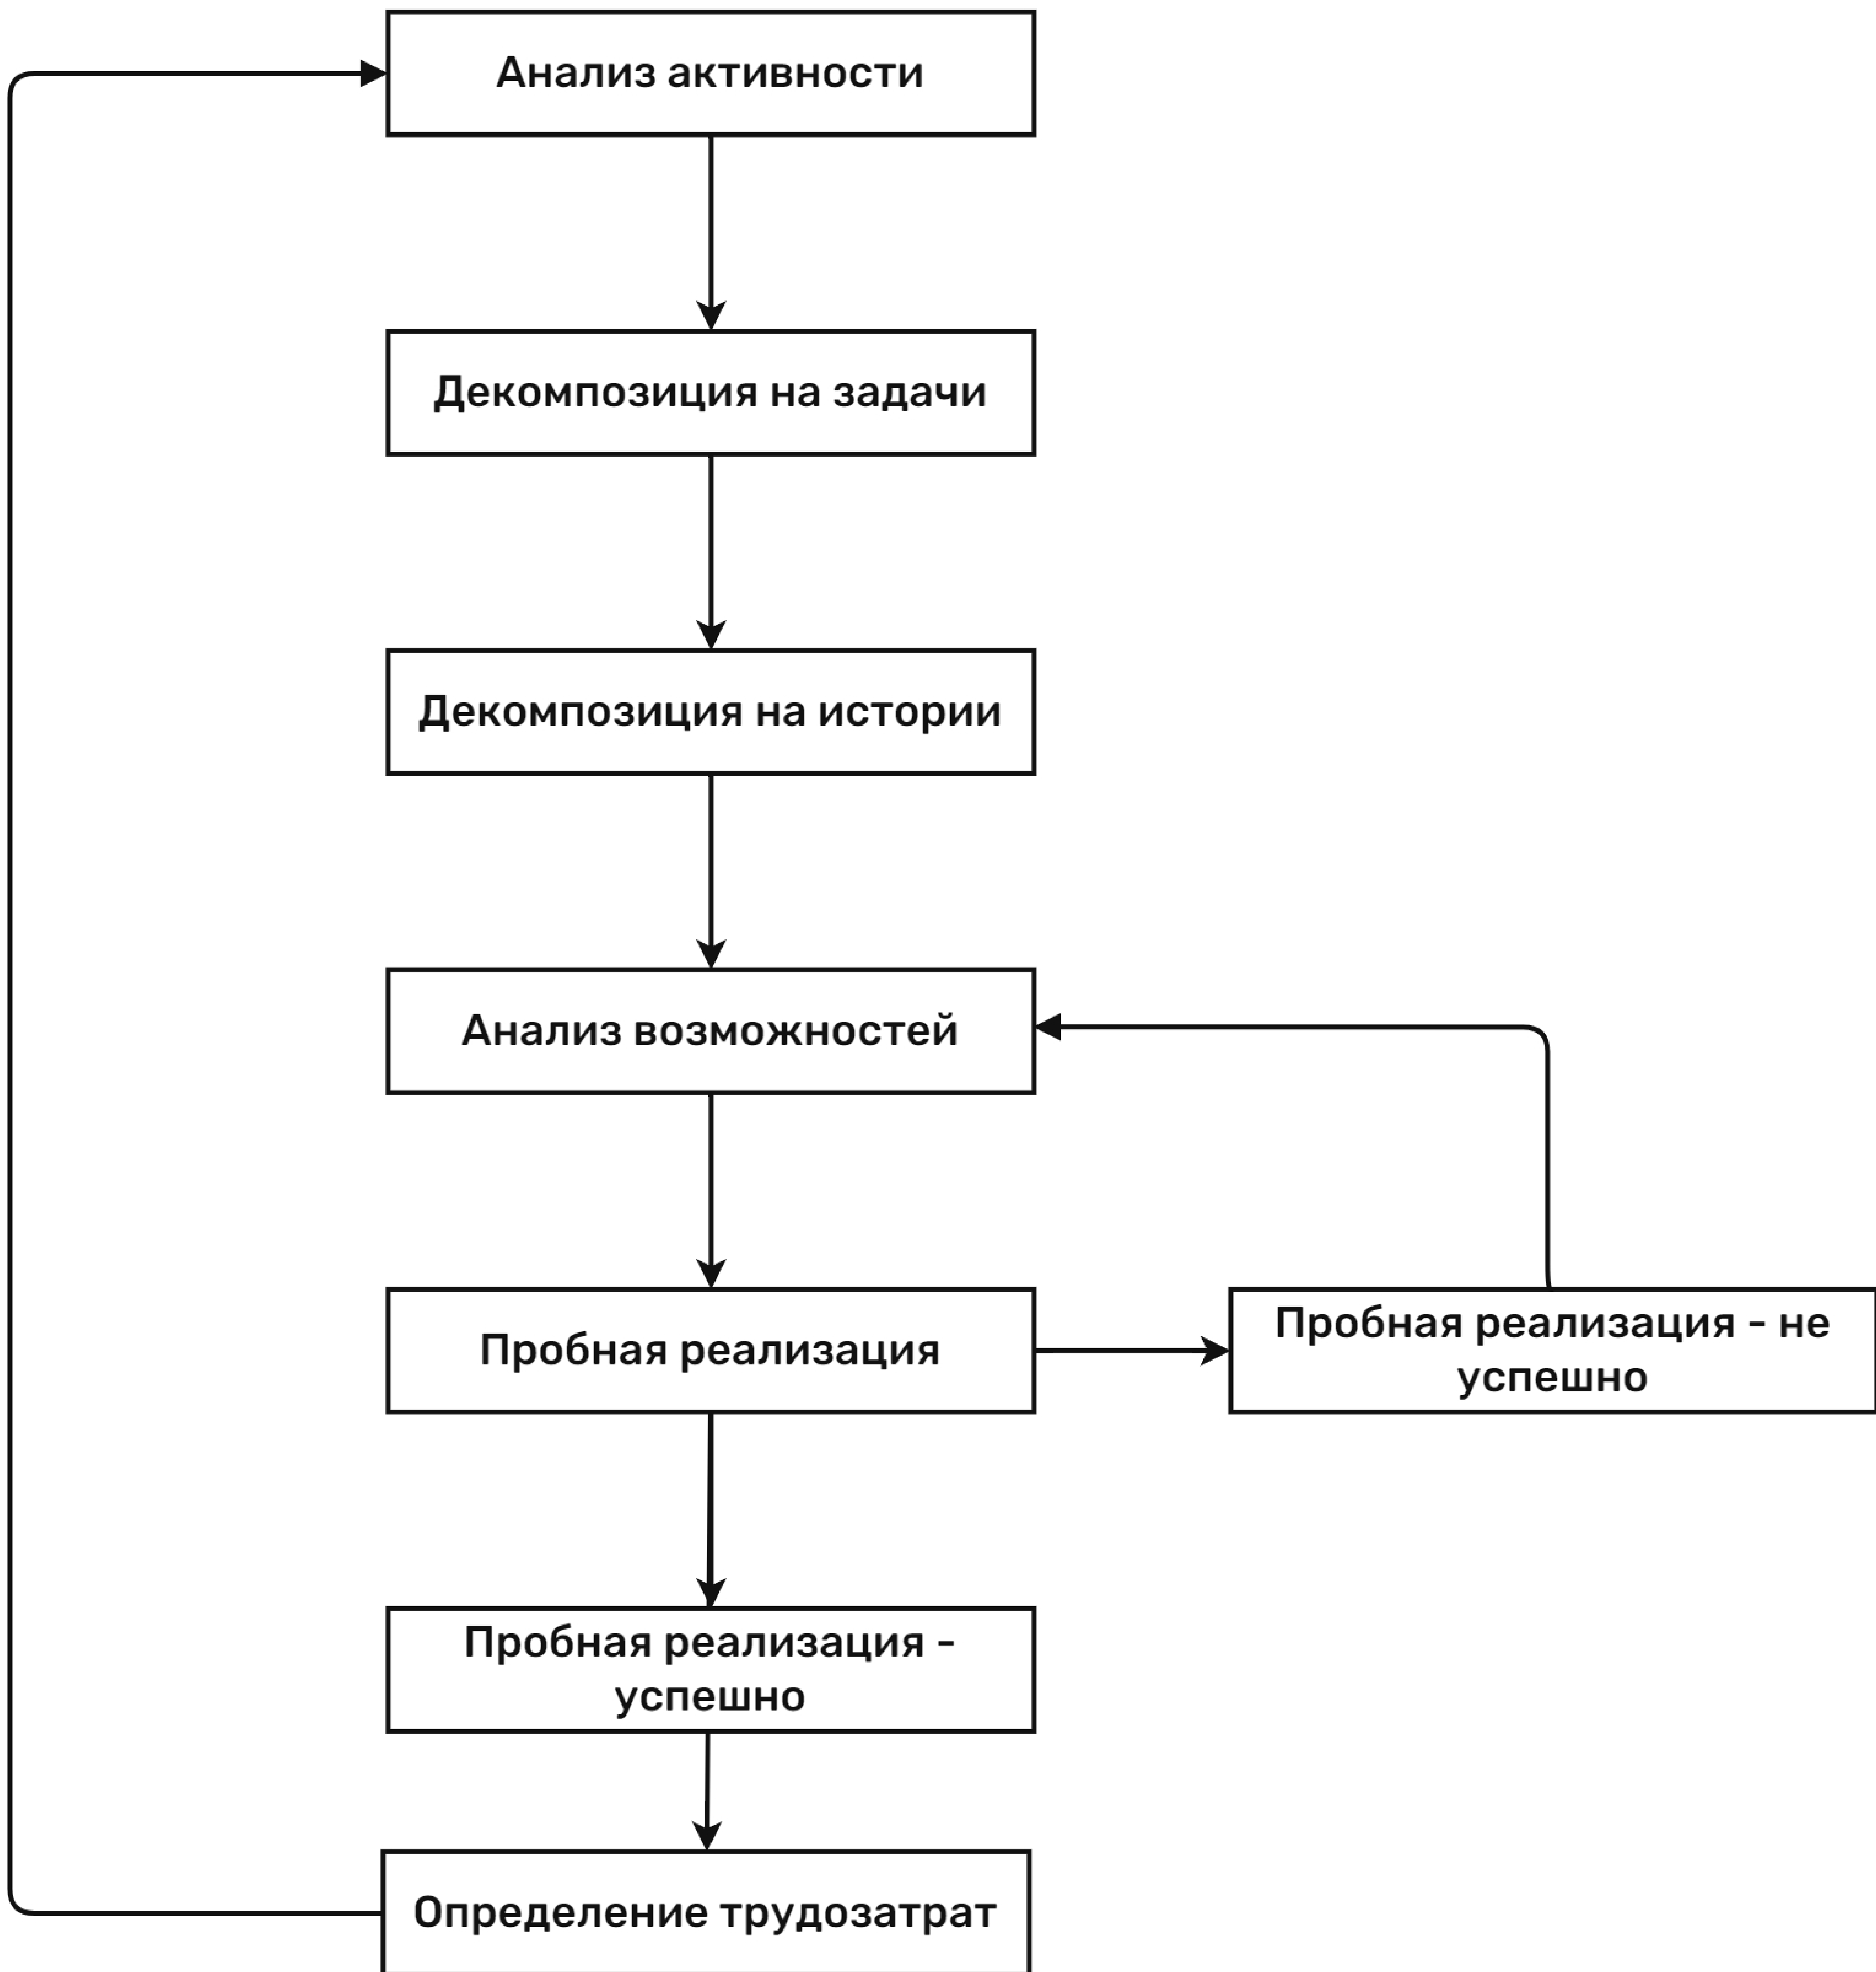 Анализ активности
Декомпозиция на задачи
Декомпозиция на истории
Анализ возможностей
Пробная реализация
Пробная реализация - не
успешно
Пробная реализация -
успешно
Определение трудозатрат